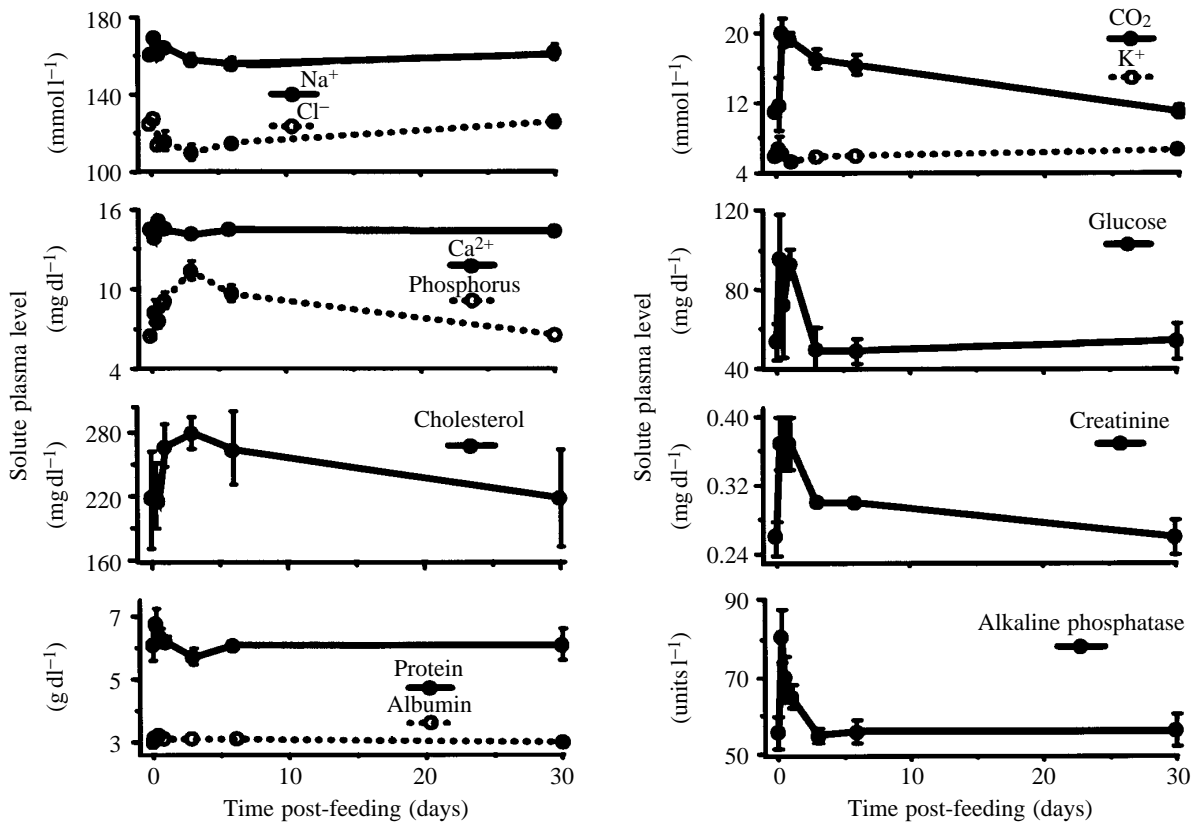 Solute plasma level
(mmol l⁻¹)
180
140
100
Na⁺
Cl⁻
(mg dl⁻¹)
16
10
4
Ca²⁺
Phosphorus
(mg dl⁻¹)
280
220
160
Cholesterol
(g dl⁻¹)
7
5
3
Protein
Albumin
0 10 20 30
Time post-feeding (days)
Solute plasma level
(mmol l⁻¹)
20
12
4
CO₂
K⁺
30
(mg dl⁻¹)
120
80
40
Glucose
(mg dl⁻¹)
0.40
0.32
0.24
Creatinine
(units l⁻¹)
90
70
50
Alkaline phosphatase
0 10 20 30
Time post-feeding (days)